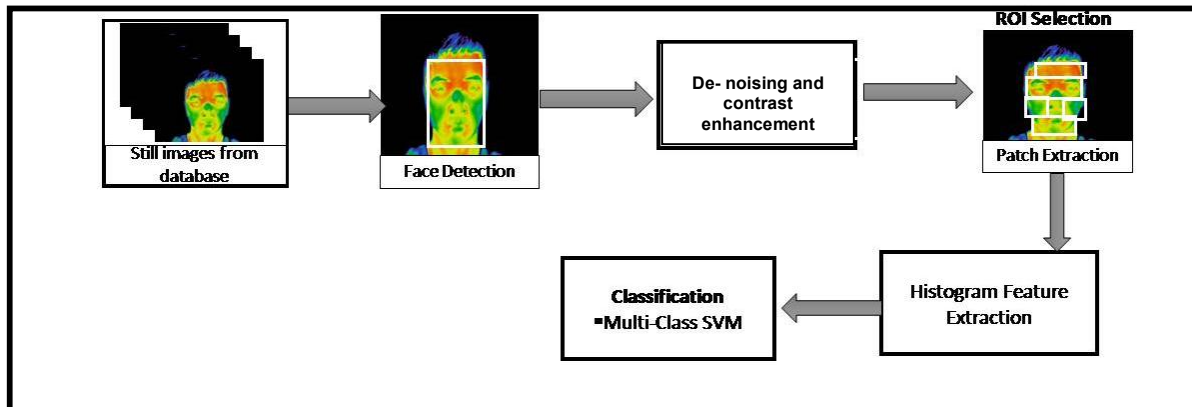 Still images from
database
Face Detection
De- noising and
contrast
enhancement
ROI Selection
Patch Extraction
Histogram Feature
Extraction
Classification
▪Multi-Class SVM